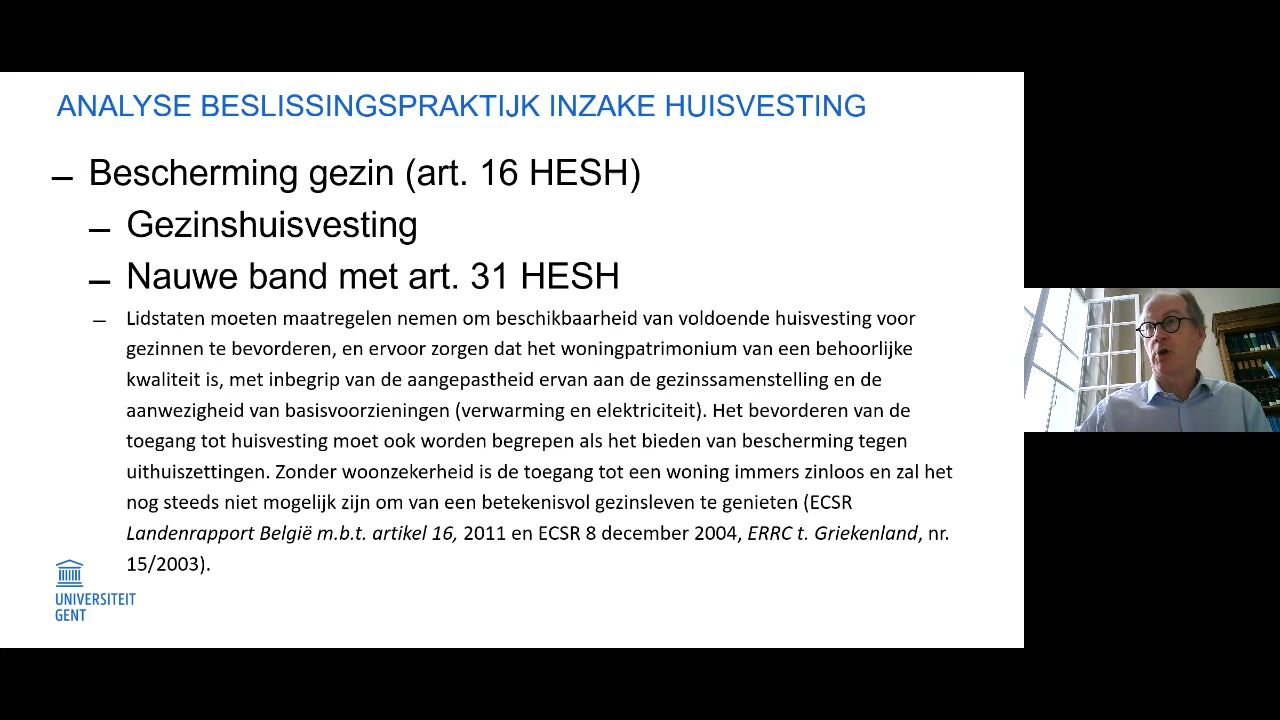 ANALYSE BESLISSINGSPRAKTIJK INZAKE HUISVESTING
– Bescherming gezin (art. 16 HESH)
– Gezinshuisvesting
– Nauwe band met art. 31 HESH
– Lidstaten moeten maatregelen nemen om beschikbaarheid van voldoende huisvesting voor
gezinnen te bevorderen, en ervoor zorgen dat het woningpatrimonium van een behoorlijke
kwaliteit is, met inbegrip van de aangepastheid ervan aan de gezinssamenstelling en de
aanwezigheid van basisvoorzieningen (verwarming en elektriciteit). Het bevorderen van de
toegang tot huisvesting moet ook worden begrepen als het bieden van bescherming tegen
uithuiszettingen. Zonder woonzekerheid is de toegang tot een woning immers zinloos en zal het
nog steeds niet mogelijk zijn om van een betekenisvol gezinsleven te genieten (ECSR
Landenrapport België m.b.t. artikel 16, 2011 en ECSR 8 december 2004, ERRC t. Griekenland, nr.
15/2003).
UNIVERSITEIT
GENT